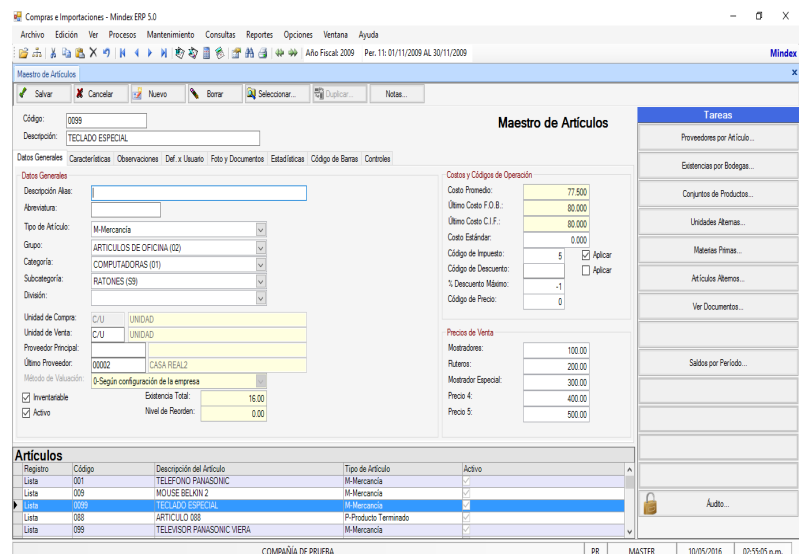 Compras e Importaciones - Mindex ERP 5.0
Archivo Edición Ver Procesos Mantenimiento Consultas Reportes Opciones Ventana Ayuda
Año Fiscal: 2009 Per. 11: 01/11/2009 AL 30/11/2009 Mindex
Maestro de Artículos x
Salvar Cancelar Nuevo Borrar Seleccionar... Duplicar... Notas...
Código: 0099
Maestro de Artículos
Descripción: TECLADO ESPECIAL
Datos Generales Características Observaciones Def. x Usuario Foto y Documentos Estadísticas Código de Barras Controles
Datos Generales
Descripción Alias:
Abreviatura:
Tipo de Artículo: M-Mercancía
Grupo: ARTICULOS DE OFICINA (02)
Categoría: COMPUTADORAS (01)
Subcategoría: RATONES (S9)
División:
Unidad de Compra: C/U UNIDAD
Unidad de Venta: C/U UNIDAD
Proveedor Principal:
Último Proveedor: 00002 CASA REAL2
Método de Valuación: 0-Según configuración de la empresa
Inventariable Existencia Total: 16.00
Activo Nivel de Reorden: 0.00
Costos y Códigos de Operación
Costo Promedio: 77.500
Último Costo F.O.B.: 80.000
Último Costo C.I.F.: 80.000
Costo Estándar: 0.000
Código de Impuesto: 5 Aplicar
Código de Descuento: Aplicar
% Descuento Máximo: -1
Código de Precio: 0
Precios de Venta
Mostradores: 100.00
Ruteros: 200.00
Mostrador Especial: 300.00
Precio 4: 400.00
Precio 5: 500.00
Tareas
Proveedores por Artículo...
Existencias por Bodegas...
Conjuntos de Productos...
Unidades Alternas...
Materias Primas...
Artículos Alternos...
Ver Documentos...
Saldos por Período...
Áudito...
Artículos
Registro Código Descripción del Artículo Tipo de Artículo Activo
Lista 001 TELEFONO PANASONIC M-Mercancía
Lista 009 MOUSE BELKIN 2 M-Mercancía
Lista 0099 TECLADO ESPECIAL M-Mercancía
Lista 088 ARTICULO 088 P-Producto Terminado
Lista 099 TELEVISOR PANASONIC VIERA M-Mercancía
COMPAÑÍA DE PRUEBA PR MASTER 10/05/2016 02:55:05 p.m.